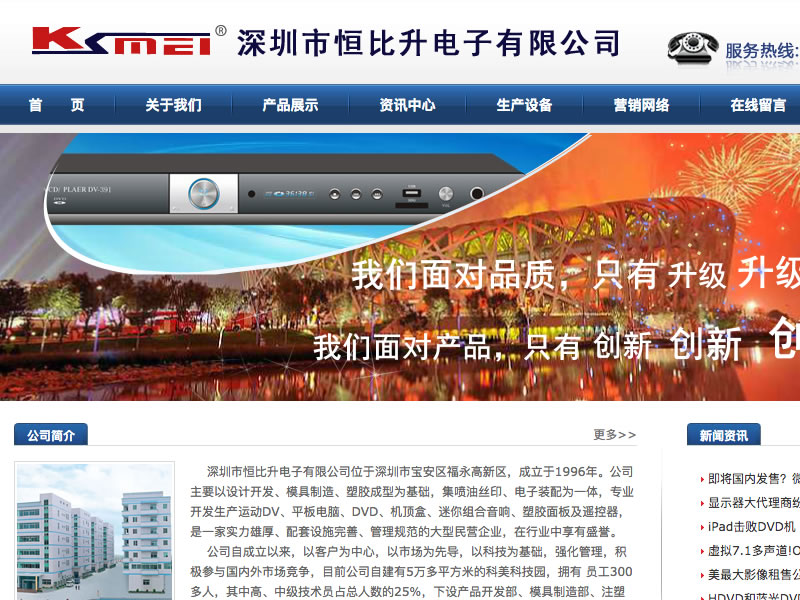 KSMEI® 深圳市恒比升电子有限公司
服务热线:
首 页 关于我们 产品展示 资讯中心 生产设备 营销网络 在线留言
CD/ PLAER DV-391
我们面对品质，只有 升级 升级
我们面对产品，只有 创新 创新 创
公司简介
更多>>
深圳市恒比升电子有限公司位于深圳市宝安区福永高新区，成立于1996年。公司
主要以设计开发、模具制造、塑胶成型为基础，集喷油丝印、电子装配为一体，专业
开发生产运动DV、平板电脑、DVD、机顶盒、迷你组合音响、塑胶面板及遥控器，
是一家实力雄厚、配套设施完善、管理规范的大型民营企业，在行业中享有盛誉。
公司自成立以来，以客户为中心，以市场为先导，以科技为基础，强化管理，积
极参与国内外市场竞争，目前公司自建有5万多平方米的科美科技园，拥有 员工300
多人，其中高、中级技术员占总人数的25%，下设产品开发部、模具制造部、注塑
新闻资讯
即将国内发售？微
显示器大代理商纷
iPad击败DVD机
虚拟7.1多声道!O
美最大影像租售公
HDVD和蓝光DVD